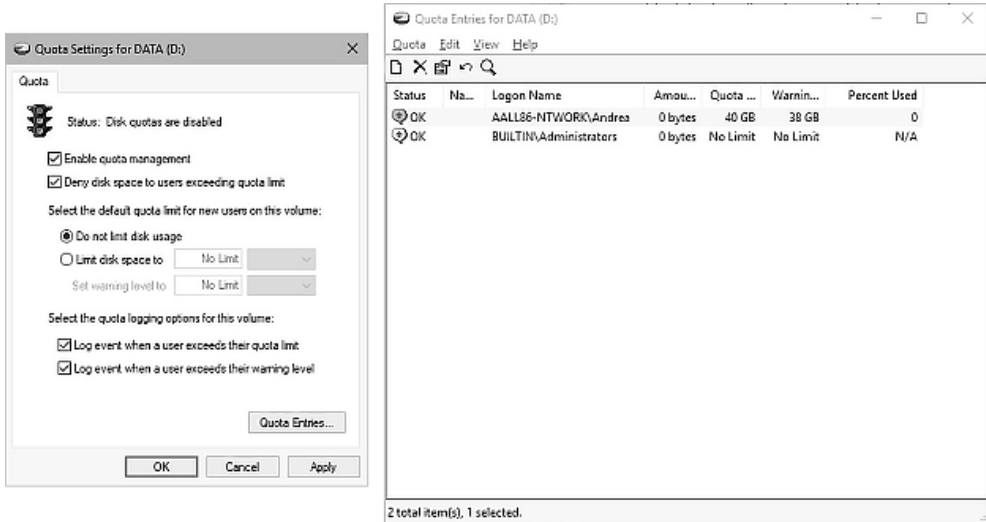 Quota Settings for DATA (D:)
Quota
Status: Disk quotas are disabled
Enable quota management
Deny disk space to users exceeding quota limit
Select the default quota limit for new users on this volume:
Do not limit disk usage
Limit disk space to No Limit
Set warning level to No Limit
Select the quota logging options for this volume:
Log event when a user exceeds their quota limit
Log event when a user exceeds their warning level
Quota Entries...
OK Cancel Apply
Quota Entries for DATA (D:)
Quota Edit View Help
Status Na... Logon Name Amou... Quota ... Warnin... Percent Used
OK AALL86-NTWORK\Andrea 0 bytes 40 GB 38 GB 0
OK BUILTIN\Administrators 0 bytes No Limit No Limit N/A
2 total item(s), 1 selected.